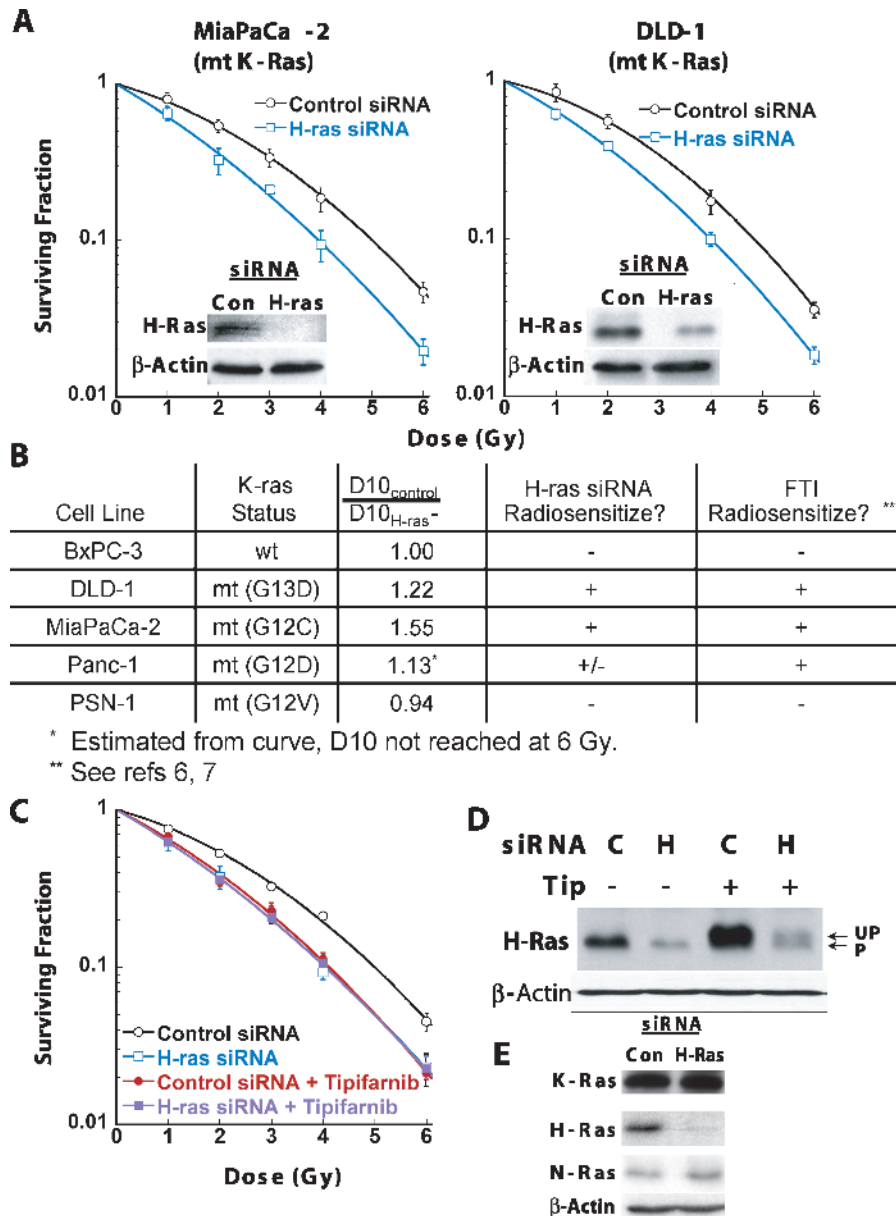 A
MiaPaCa -2
(mt K-Ras)
DLD-1
(mt K-Ras)
Surviving Fraction
1
0.1
0.01
Control siRNA
H-ras siRNA
siRNA
Con H-ras
H-Ras
β-Actin
0 1 2 3 4 5 6
1
0.1
0.01
Control siRNA
H-ras siRNA
siRNA
Con H-ras
H-Ras
β-Actin
0 1 2 3 4 5 6
Dose (Gy)
B
Cell Line K-ras Status D10control / D10H-ras- H-ras siRNA Radiosensitize? FTI Radiosensitize? **
BxPC-3 wt 1.00 - -
DLD-1 mt (G13D) 1.22 + +
MiaPaCa-2 mt (G12C) 1.55 + +
Panc-1 mt (G12D) 1.13* +/- +
PSN-1 mt (G12V) 0.94 - -
* Estimated from curve, D10 not reached at 6 Gy.
** See refs 6, 7
C
Surviving Fraction
1
0.1
0.01
Control siRNA
H-ras siRNA
Control siRNA + Tipifarnib
H-ras siRNA + Tipifarnib
0 1 2 3 4 5 6
Dose (Gy)
D
siRNA C H C H
Tip - - + +
H-Ras
UP
P
β-Actin
E
siRNA
Con H-Ras
K-Ras
H-Ras
N-Ras
β-Actin